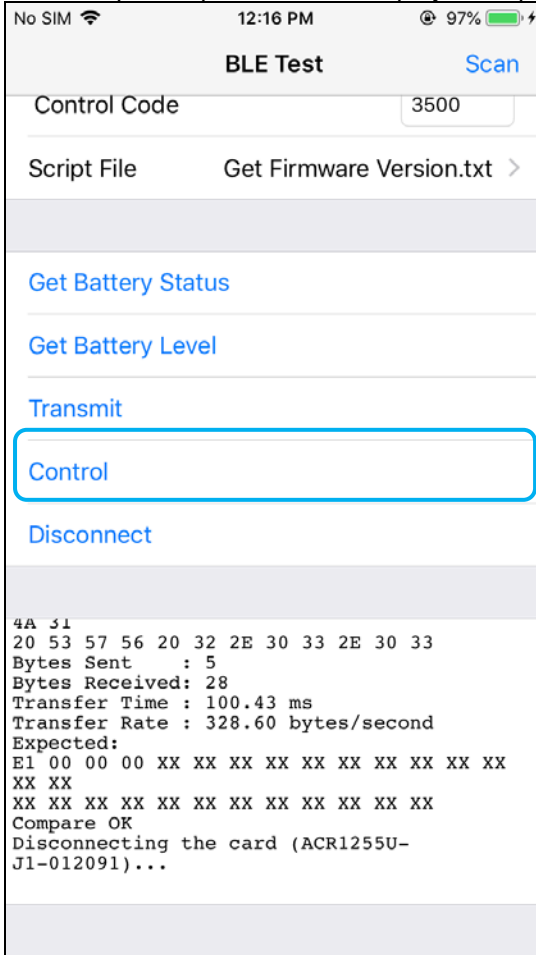 No SIM 12:16 PM 97%
BLE Test Scan
Control Code 3500
Script File Get Firmware Version.txt >
Get Battery Status
Get Battery Level
Transmit
Control
Disconnect
4A 31
20 53 57 56 20 32 2E 30 33 2E 30 33
Bytes Sent : 5
Bytes Received: 28
Transfer Time : 100.43 ms
Transfer Rate : 328.60 bytes/second
Expected:
E1 00 00 00 XX XX XX XX XX XX XX XX XX XX
XX XX
XX XX XX XX XX XX XX XX XX XX XX XX
Compare OK
Disconnecting the card (ACR1255U-
J1-012091)...